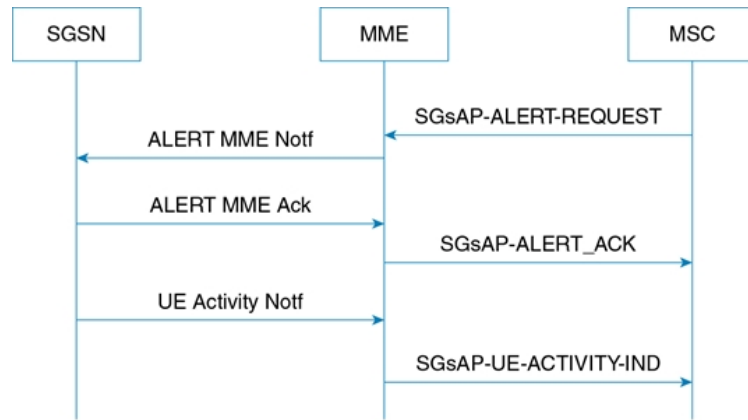 SGSN
MME
MSC
SGsAP-ALERT-REQUEST
ALERT MME Notf
ALERT MME Ack
SGsAP-ALERT_ACK
UE Activity Notf
SGsAP-UE-ACTIVITY-IND